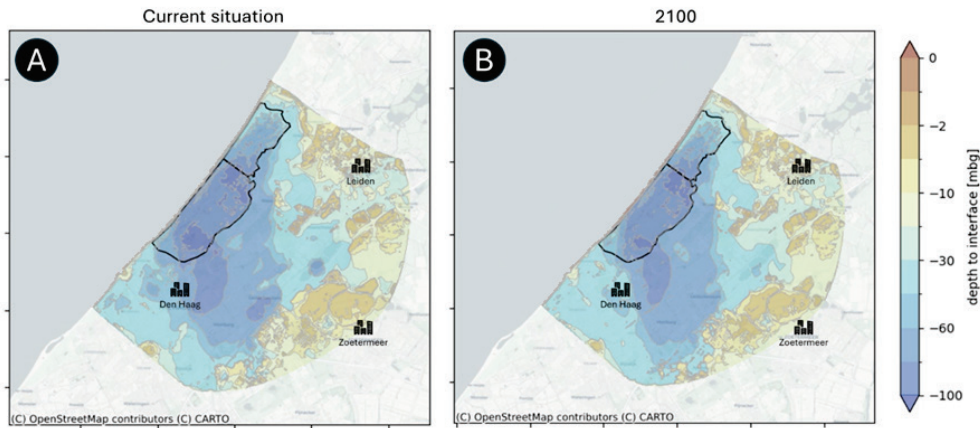 Current situation
2100
A
B
Leiden
Den Haag
Zoetermeer
(C) OpenStreetMap contributors (C) CARTO
Leiden
Den Haag
Zoetermeer
(C) OpenStreetMap contributors (C) CARTO
0
−2
−10
−30
−60
−100
depth to interface [mbg]